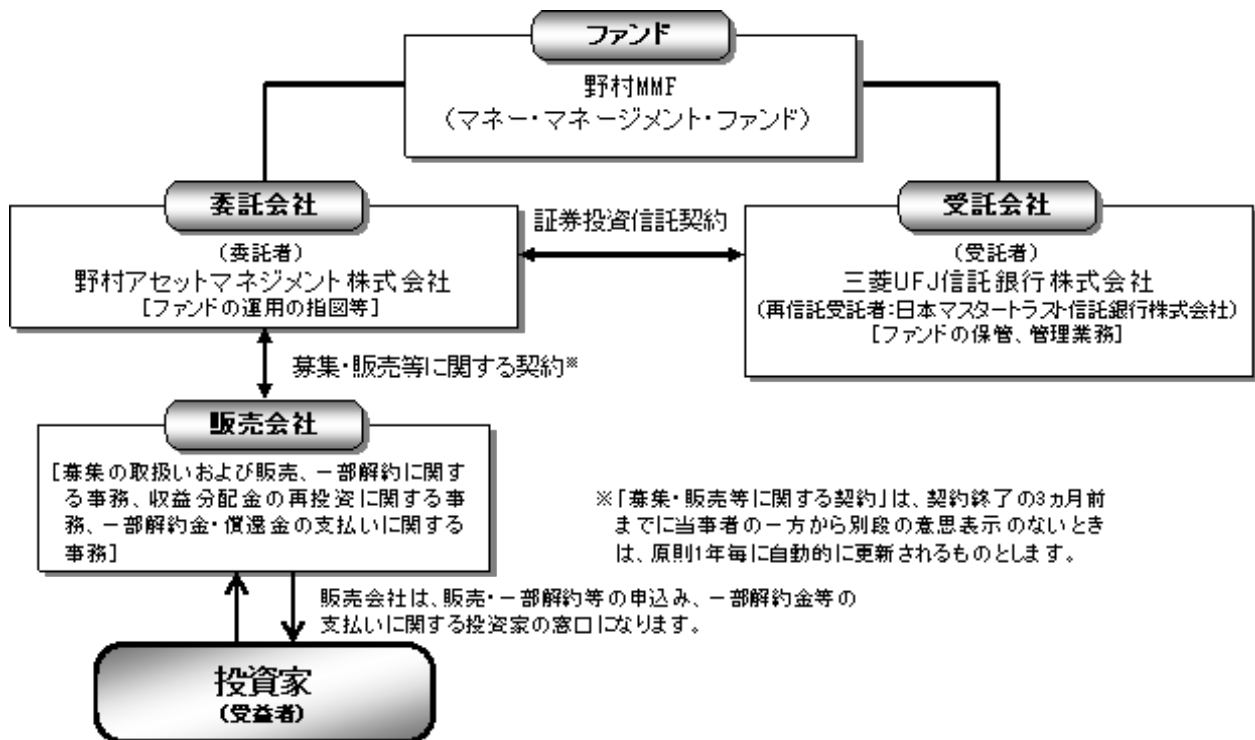 ファンド
野村MMF
(マネー・マネージメント・ファンド)
委託会社
(委託者)
野村アセットマネジメント株式会社
[ファンドの運用の指図等]
証券投資信託契約
受託会社
(受託者)
三菱UFJ信託銀行株式会社
(再信託受託者:日本マスタートラスト信託銀行株式会社)
[ファンドの保管、管理業務]
募集・販売等に関する契約※
販売会社
[募集の取扱いおよび販売、一部解約に関す
る事務、収益分配金の再投資に関する事
務、一部解約金・償還金の支払いに関する
事務]
※「募集・販売等に関する契約」は、契約終了の3ヵ月前
までに当事者の一方から別段の意思表示のないとき
は、原則1年毎に自動的に更新されるものとします。
販売会社は、販売・一部解約等の申込み、一部解約金等の
支払いに関する投資家の窓口になります。
投資家
(受益者)